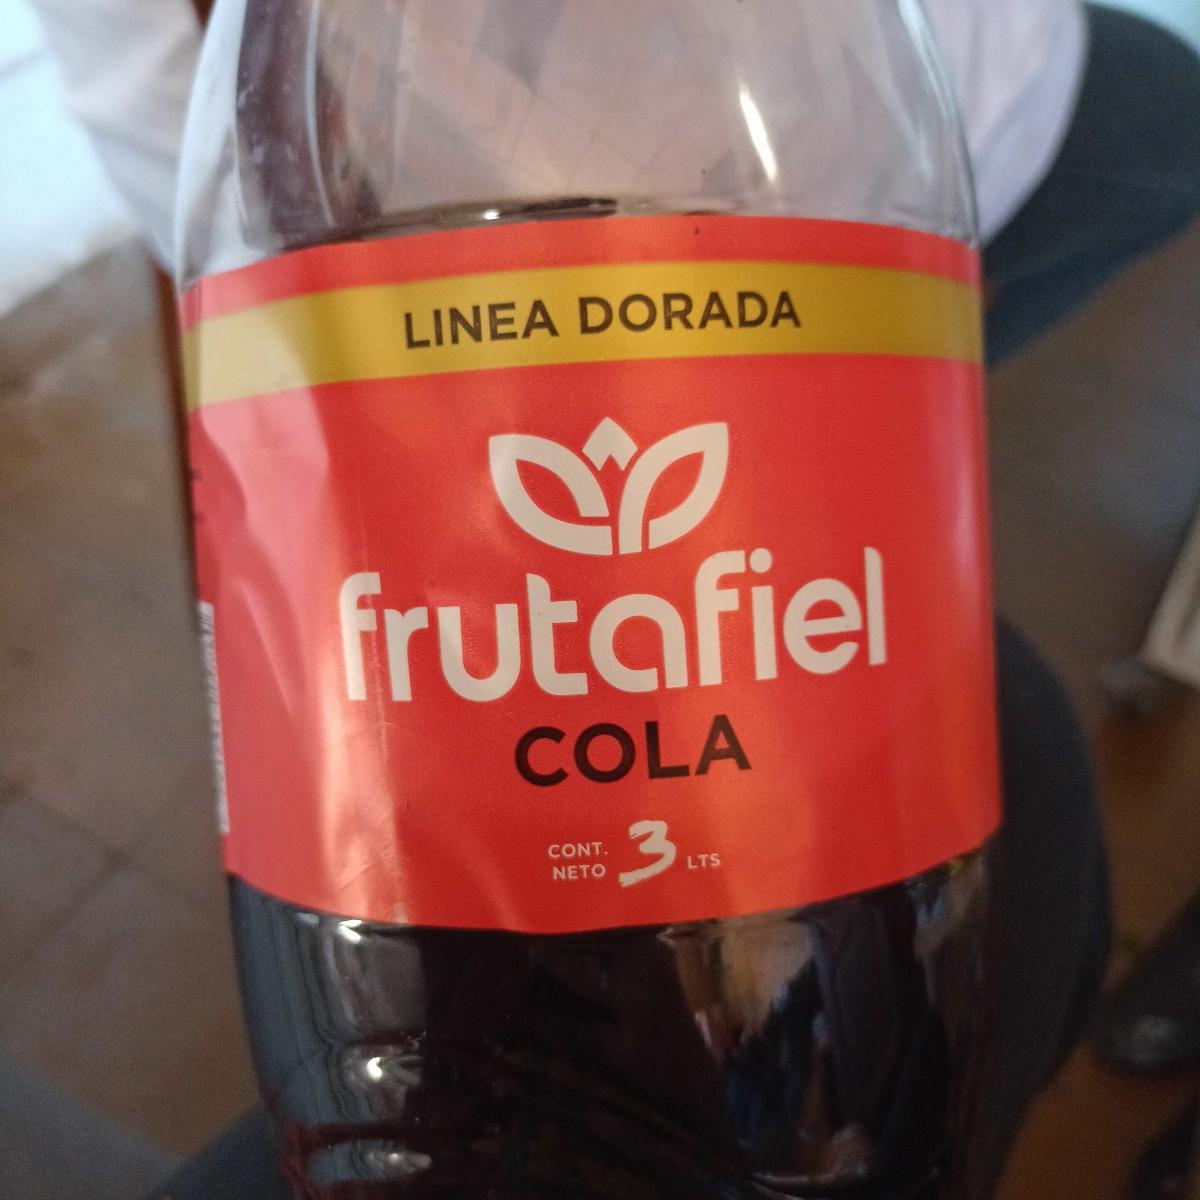 LINEA DORADA
frutafiel
COLA
CONT.
NETO 3 LTS